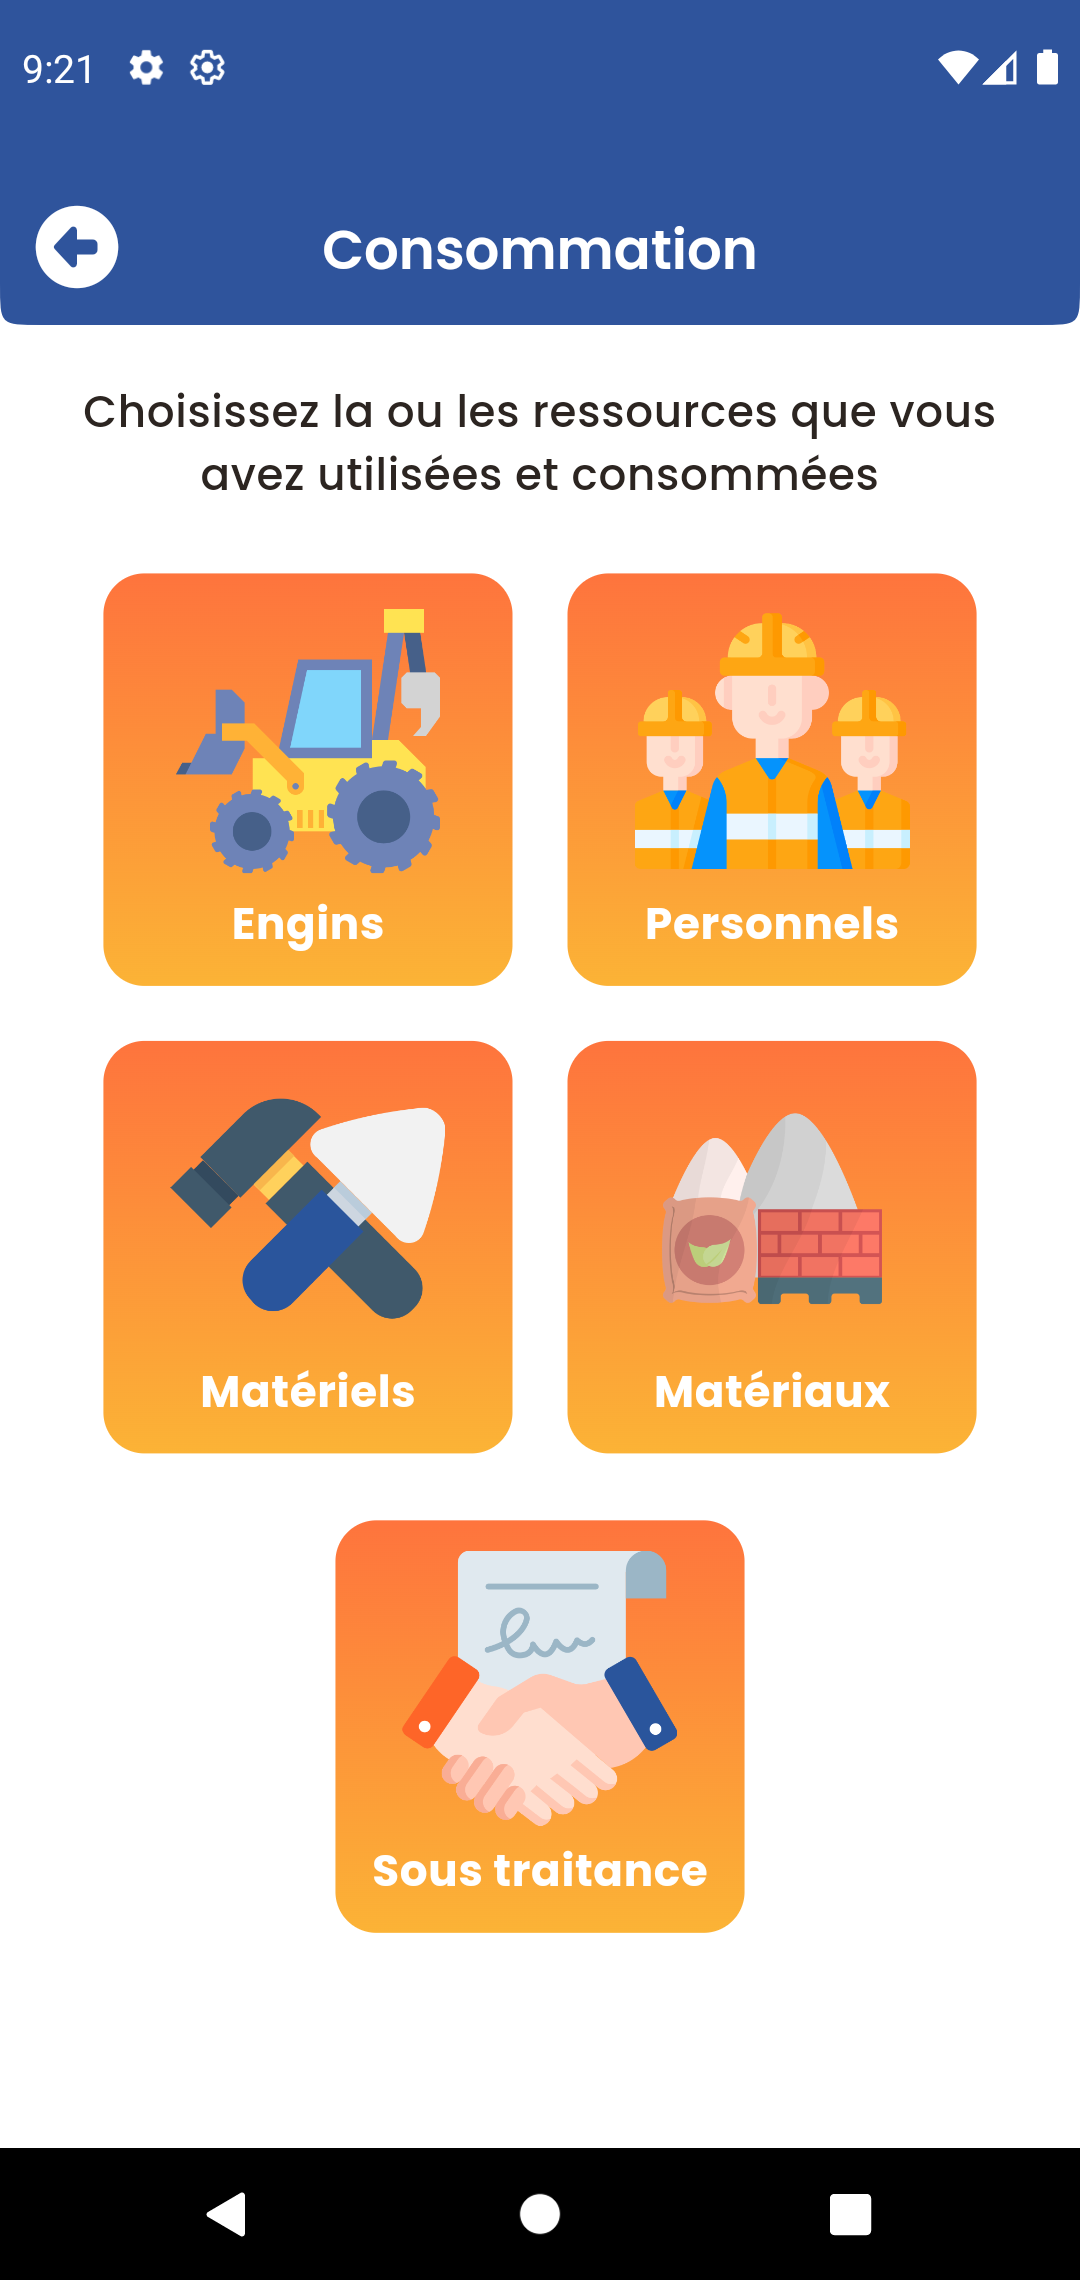 9:21
Consommation
Choisissez la ou les ressources que vous
avez utilisées et consommées
Engins
Personnels
Matériels
Matériaux
Sous traitance